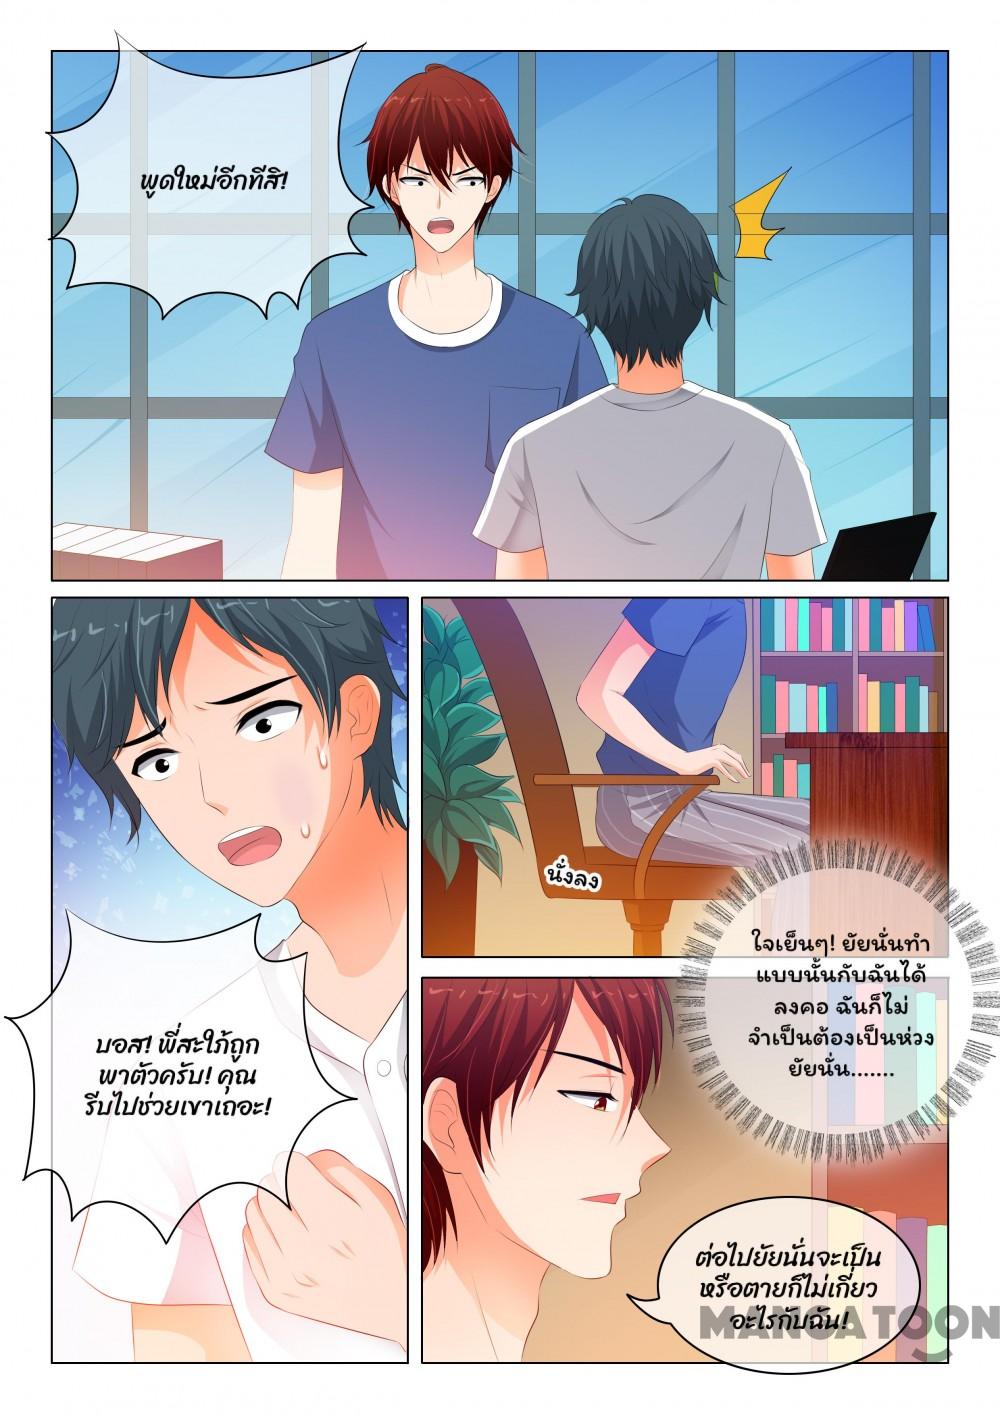 พูดใหม่อีกทีสิ!
บอส! พี่สะใภ้ถูก
พาตัวครับ! คุณ
รีบไปช่วยเขาเถอะ!
นั่งลง
ใจเย็นๆ! ยัยนั่นทำ
แบบนั้นกับฉันได้
ลงคอ ฉันก็ไม่
จำเป็นต้องเป็นห่วง
ยัยนั่น.......
ต่อไปยัยนั่นจะเป็น
หรือตายก็ไม่เกี่ยว
อะไรกับฉัน!
MANGATOON